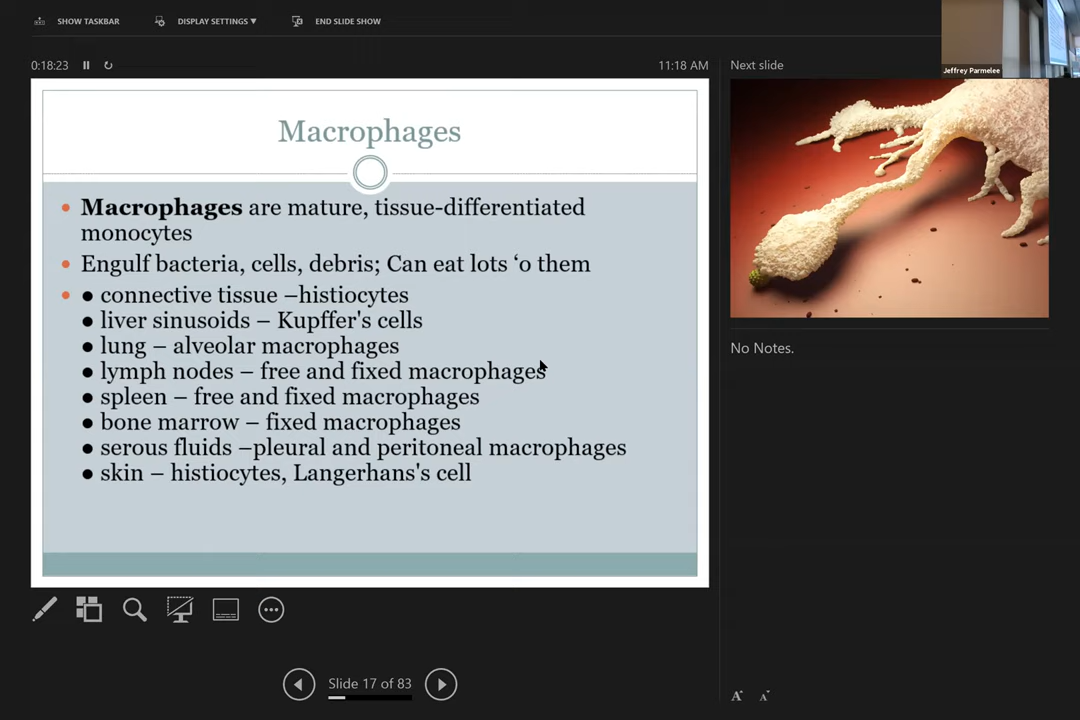 SHOW TASKBAR
DISPLAY SETTINGS ▾
END SLIDE SHOW
Jeffrey Parmelee
0:18:23
11:18 AM
Next slide
Macrophages
• Macrophages are mature, tissue-differentiated
monocytes
• Engulf bacteria, cells, debris; Can eat lots ‘o them
• ● connective tissue –histiocytes
● liver sinusoids – Kupffer's cells
● lung – alveolar macrophages
● lymph nodes – free and fixed macrophages
● spleen – free and fixed macrophages
● bone marrow – fixed macrophages
● serous fluids –pleural and peritoneal macrophages
● skin – histiocytes, Langerhans's cell
No Notes.
Slide 17 of 83
A A